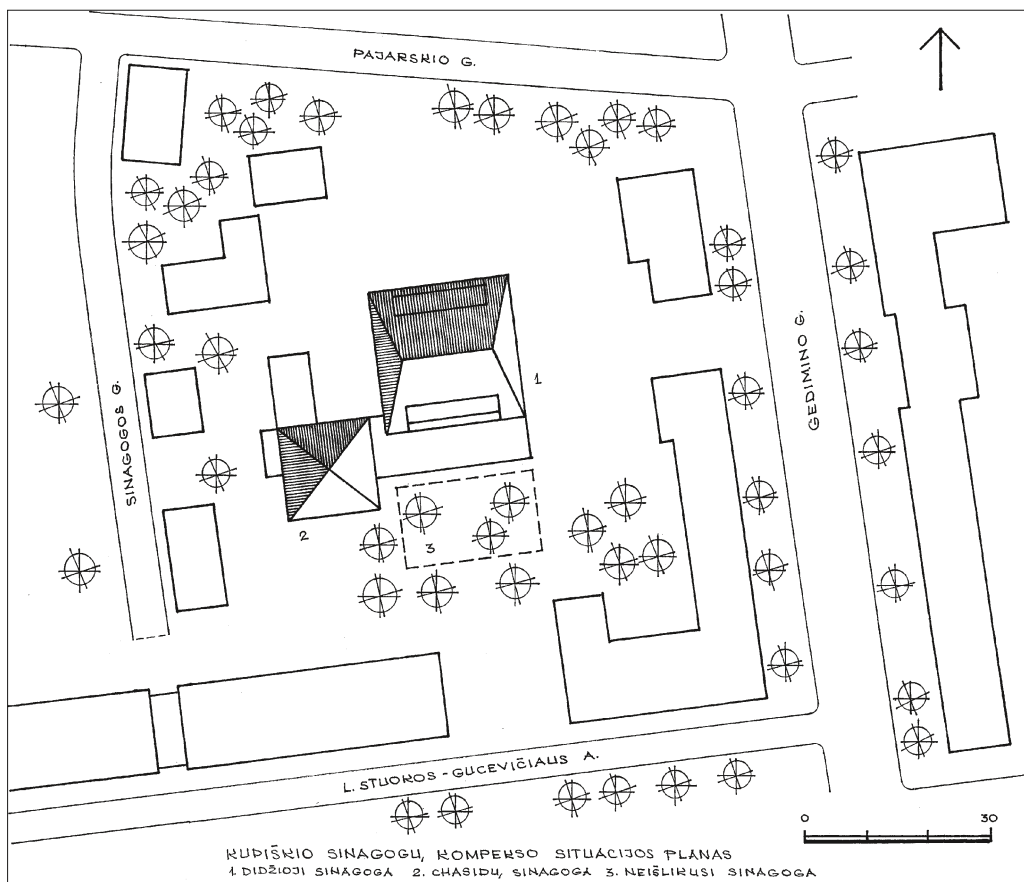 PAJARSKIO G.
SINAGOGOS G.
GEDIMINO G.
1
2
3
L. STUOKOS-GUCEVIČIAUS A.
0 30
KUPIŠKIO SINAGOGŲ KOMPEKSO SITUACIJOS PLANAS
1. DIDŽIOJI SINAGOGA 2. CHASIDŲ SINAGOGA 3. NEIŠLIKUSI SINAGOGA